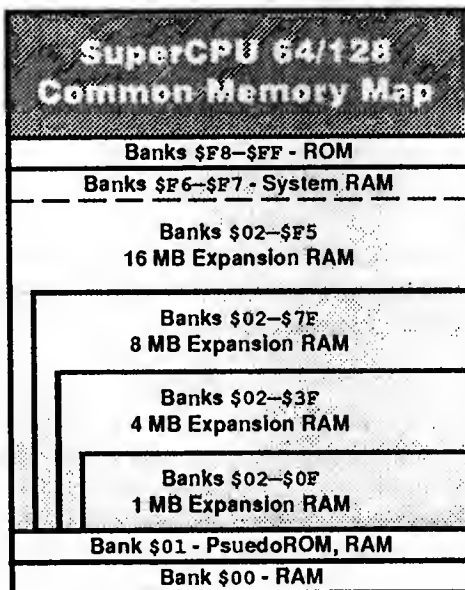 SuperCPU 64/128
Common Memory Map
Banks $F8–$FF - ROM
Banks $F6–$F7 - System RAM
Banks $02–$F5
16 MB Expansion RAM
Banks $02–$7F
8 MB Expansion RAM
Banks $02–$3F
4 MB Expansion RAM
Banks $02–$0F
1 MB Expansion RAM
Bank $01 - PsuedoROM, RAM
Bank $00 - RAM